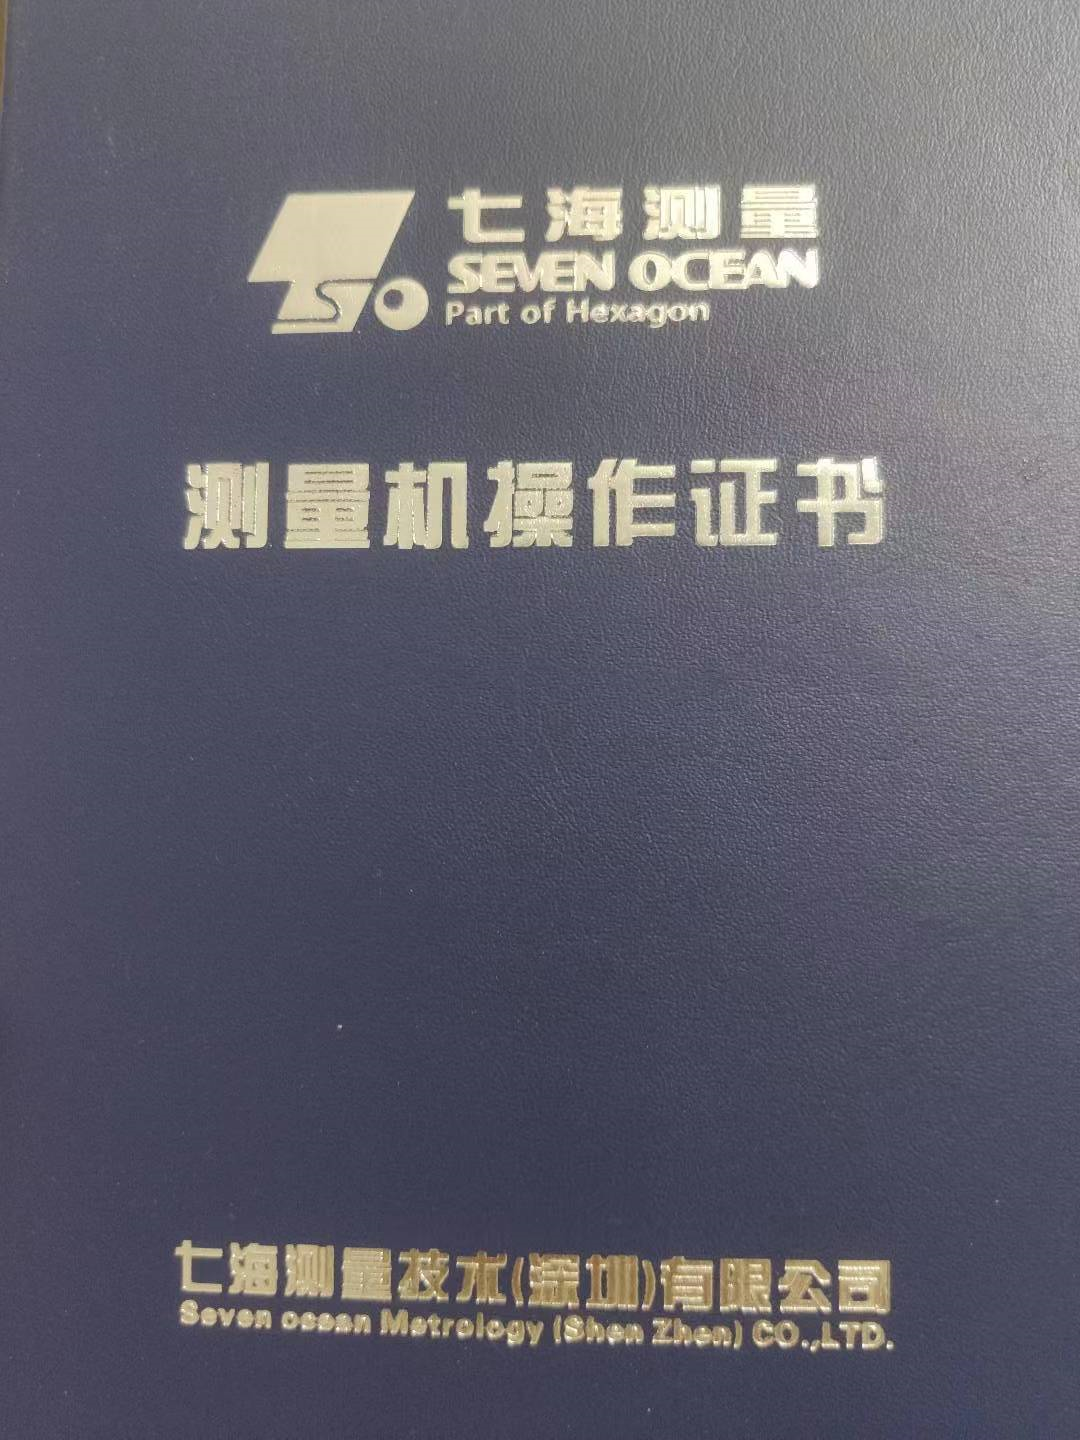 七海测量
SEVEN OCEAN
Part of Hexagon
测量机操作证书
七海测量技术(深圳)有限公司
Seven ocean Metrology (Shen Zhen) CO.,LTD.